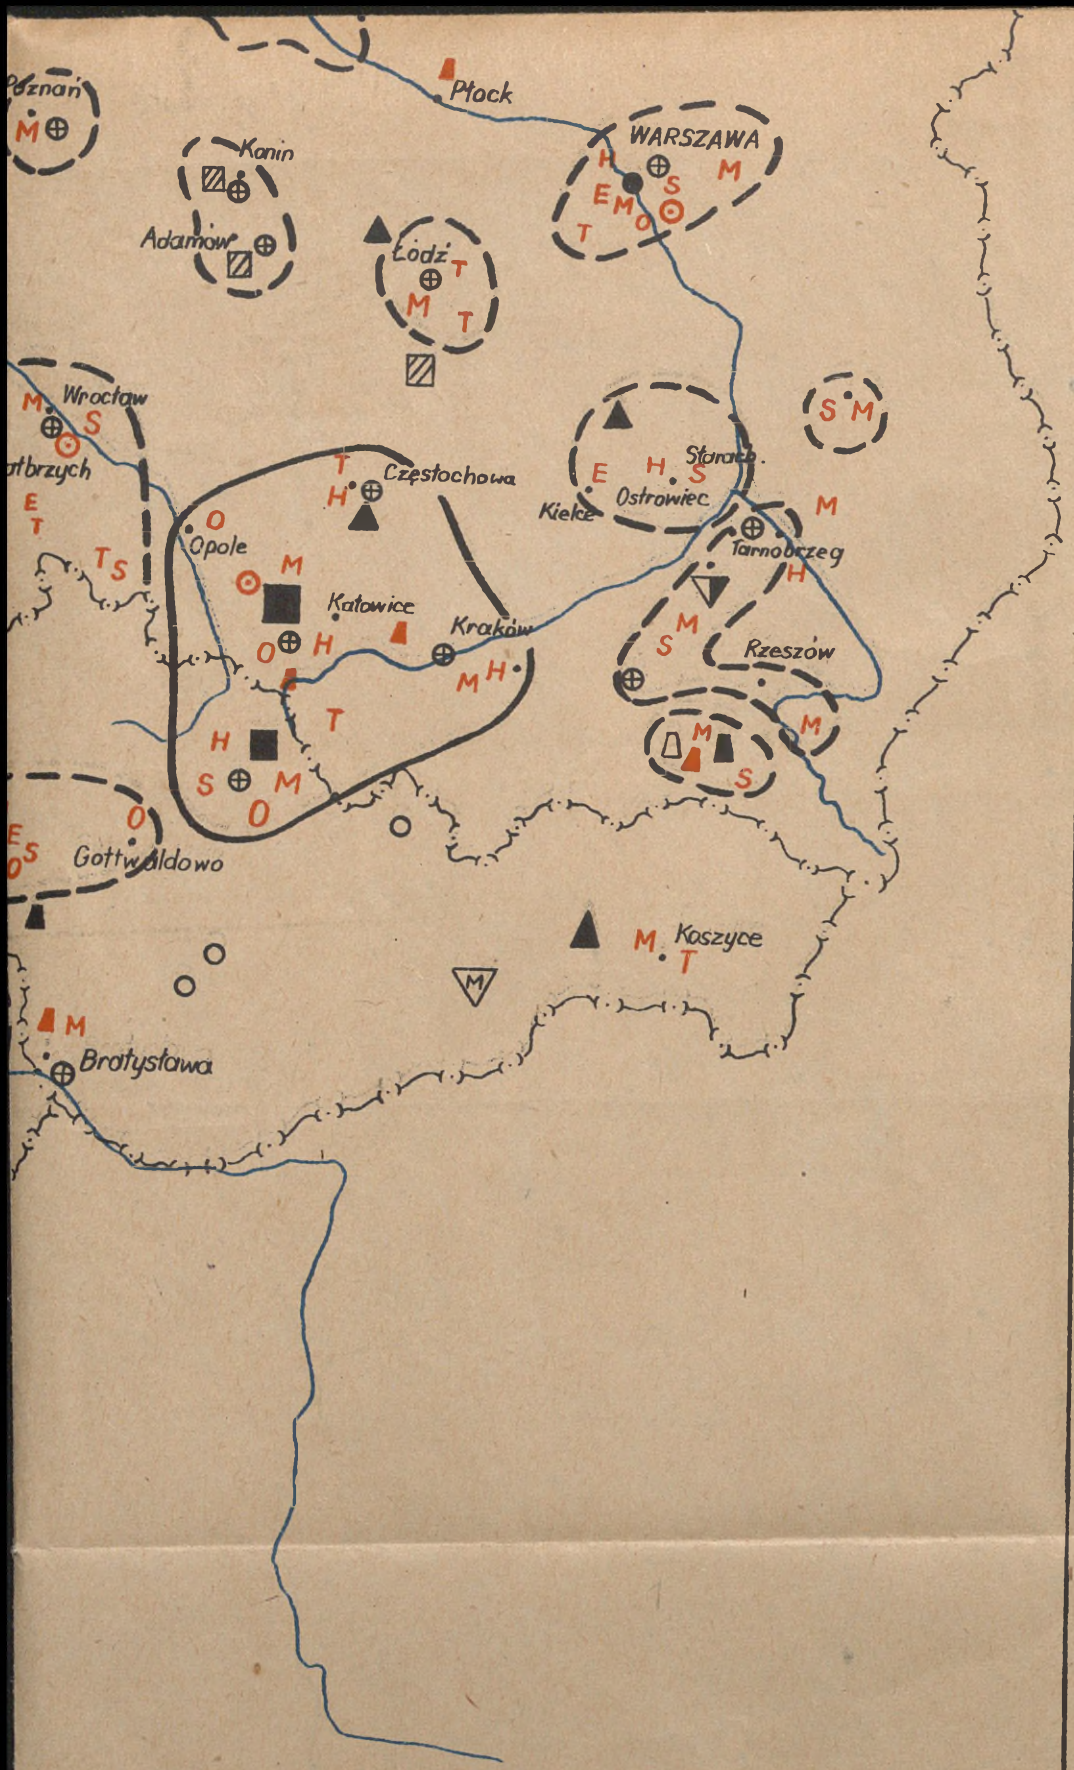 Płock
Poznań
M
WARSZAWA
H
S
M
E
M
O
T
Konin
Adamów
Łódź
T
M
T
Wrocław
M
S
ałbrzych
E
T
T S
S M
Starach.
E
H
S
Kielce
Ostrowiec
M
Tarnobrzeg
H
T
Częstochowa
H
O
Opole
M
Katowice
O
H
Kraków
M H
M
S
Rzeszów
M
T
H
S
M
O
M
S
O
E
S
O
Gottwaldowo
M
Koszyce
T
M
M
Bratysława